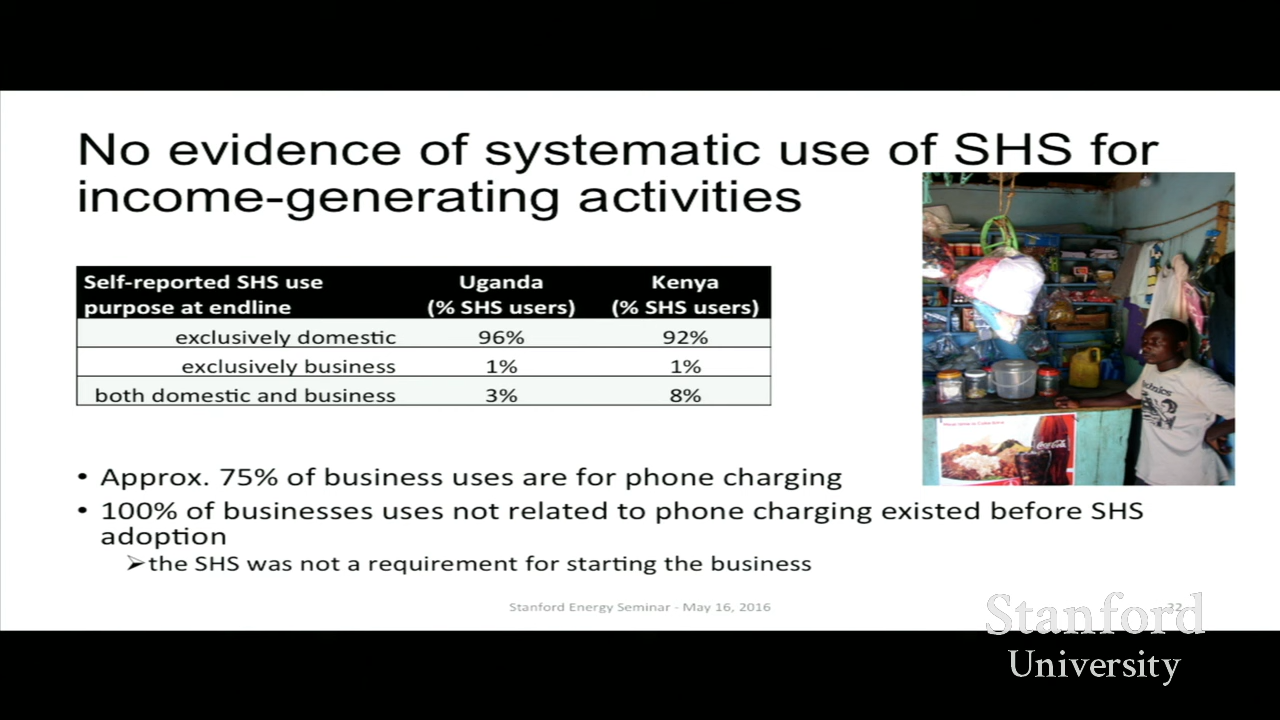 No evidence of systematic use of SHS for
income-generating activities
Self-reported SHS use purpose at endline | Uganda (% SHS users) | Kenya (% SHS users)
exclusively domestic 96% 92%
exclusively business 1% 1%
both domestic and business 3% 8%
• Approx. 75% of business uses are for phone charging
• 100% of businesses uses not related to phone charging existed before SHS
adoption
➢the SHS was not a requirement for starting the business
Stanford Energy Seminar - May 16, 2016
32
Stanford
University
Coca-Cola